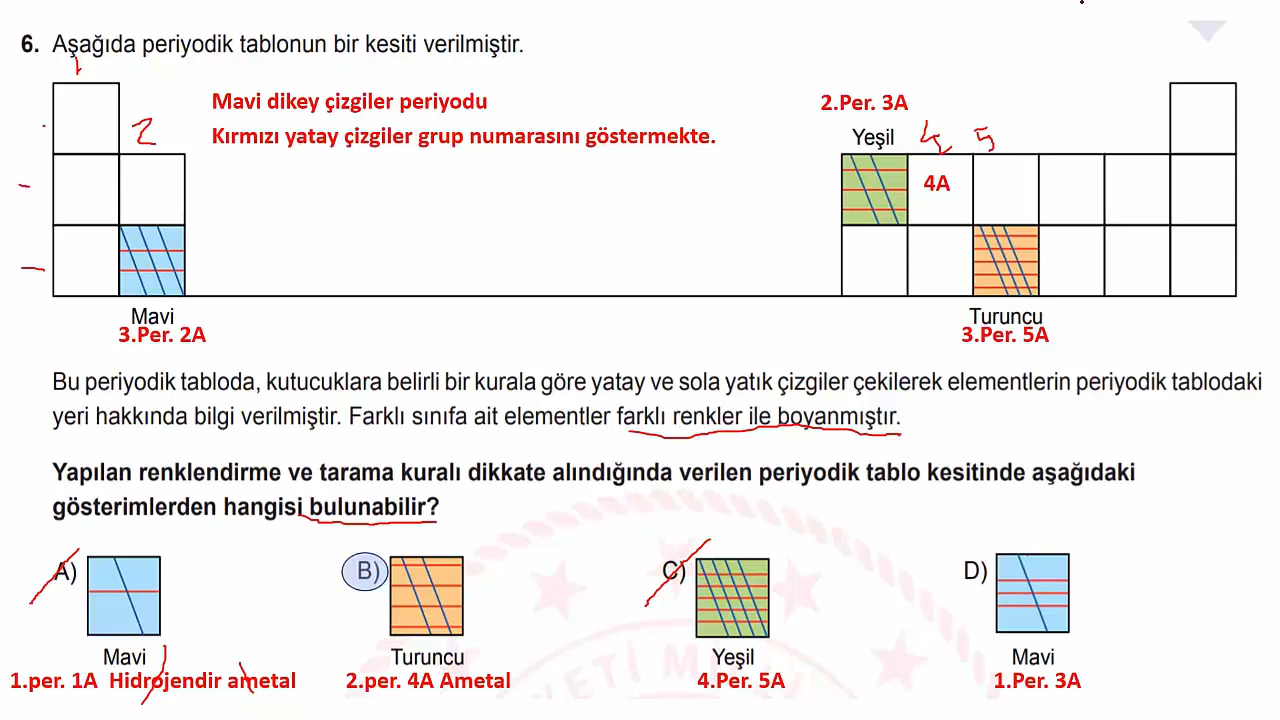 6. Aşağıda periyodik tablonun bir kesiti verilmiştir.
1
Mavi dikey çizgiler periyodu
2.Per. 3A
2
Kırmızı yatay çizgiler grup numarasını göstermekte.
Yeşil 4 5
4A
Mavi
Turuncu
3.Per. 2A
3.Per. 5A
Bu periyodik tabloda, kutucuklara belirli bir kurala göre yatay ve sola yatık çizgiler çekilerek elementlerin periyodik tablodaki
yeri hakkında bilgi verilmiştir. Farklı sınıfa ait elementler farklı renkler ile boyanmıştır.
Yapılan renklendirme ve tarama kuralı dikkate alındığında verilen periyodik tablo kesitinde aşağıdaki
gösterimlerden hangisi bulunabilir?
A) B) C) D)
Mavi Turuncu Yeşil Mavi
1.per. 1A Hidrojendir ametal 2.per. 4A Ametal 4.Per. 5A 1.Per. 3A